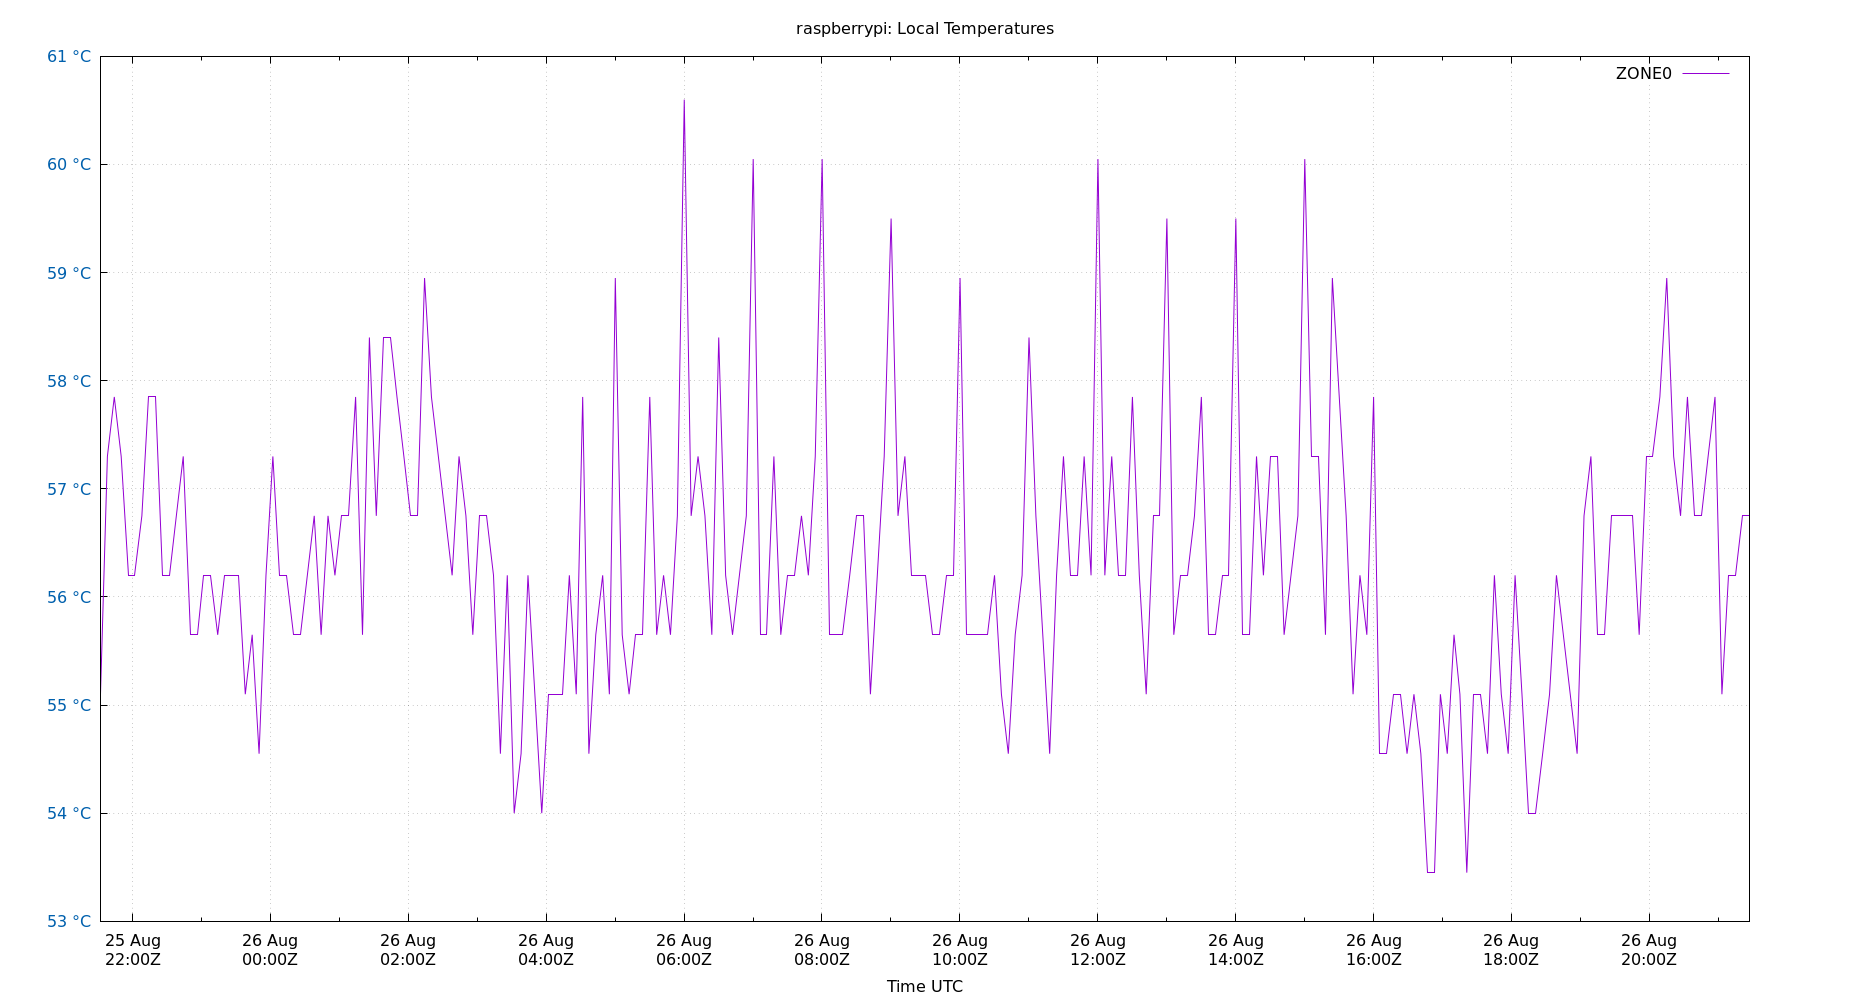 raspberrypi: Local Temperatures
61 °C
ZONE0
60 °C
59 °C
58 °C
57 °C
56 °C
55 °C
54 °C
53 °C
25 Aug 26 Aug 26 Aug 26 Aug 26 Aug 26 Aug 26 Aug 26 Aug 26 Aug 26 Aug 26 Aug 26 Aug
22:00Z 00:00Z 02:00Z 04:00Z 06:00Z 08:00Z 10:00Z 12:00Z 14:00Z 16:00Z 18:00Z 20:00Z
Time UTC